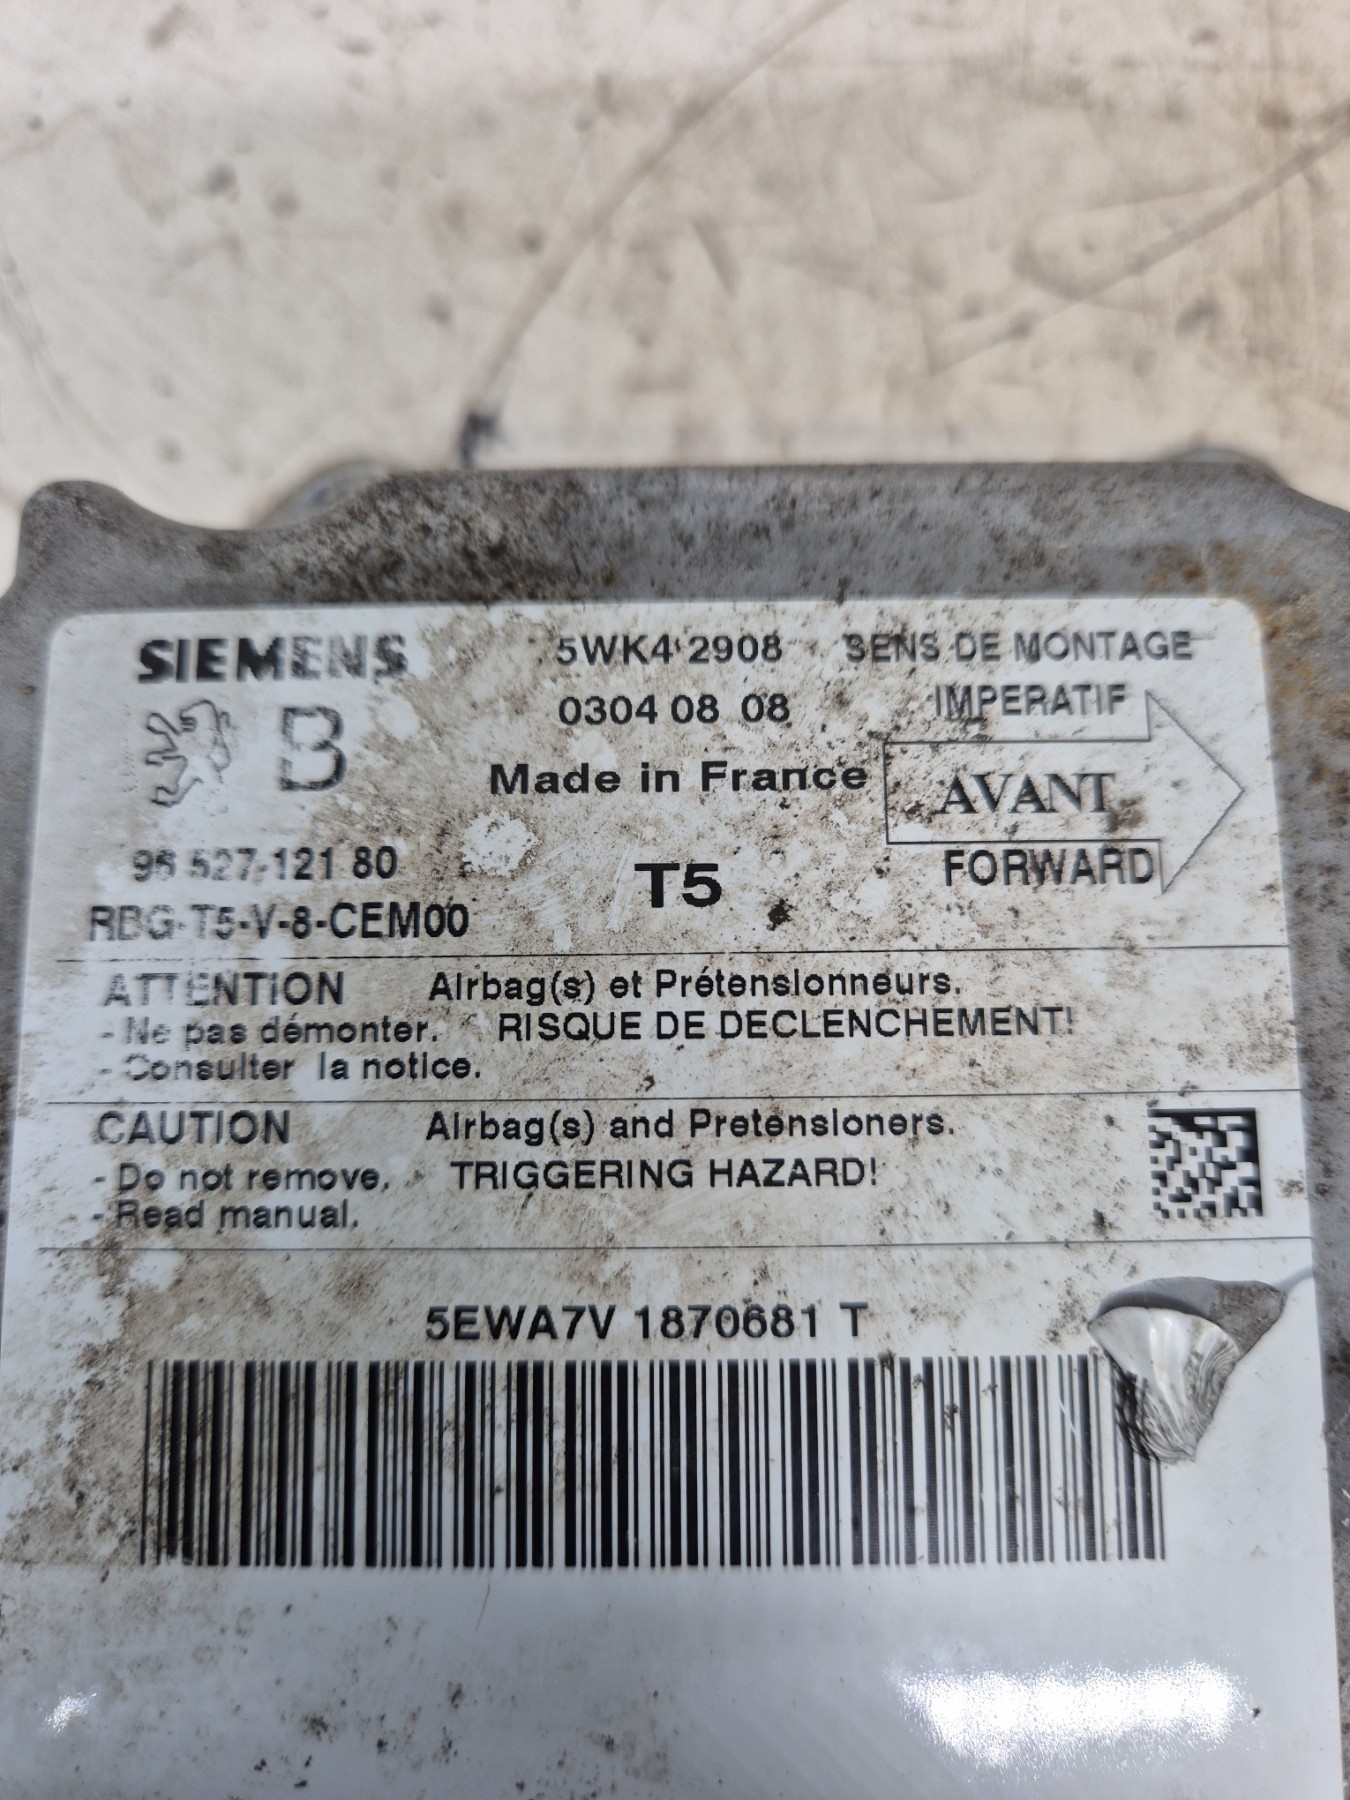 SIEMENS 5WK4 2908 SENS DE MONTAGE
B 0304 08 08 IMPERATIF
Made in France AVANT
96 527 121 80 T5 FORWARD
RBG-T5-V-8-CEM00
ATTENTION Airbag(s) et Prétensionneurs.
- Ne pas démonter. RISQUE DE DECLENCHEMENT!
- Consulter la notice.
CAUTION Airbag(s) and Pretensioners.
- Do not remove. TRIGGERING HAZARD!
- Read manual.
5EWA7V 1870681 T